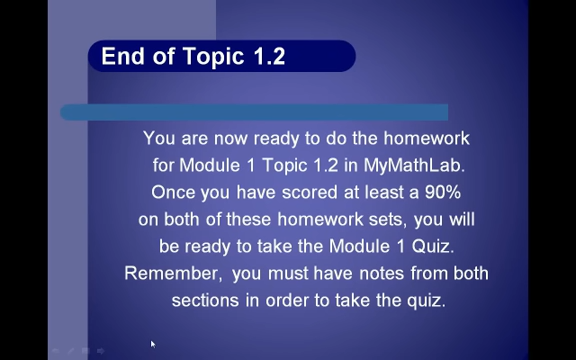 End of Topic 1.2
You are now ready to do the homework
for Module 1 Topic 1.2 in MyMathLab.
Once you have scored at least a 90%
on both of these homework sets, you will
be ready to take the Module 1 Quiz.
Remember, you must have notes from both
sections in order to take the quiz.